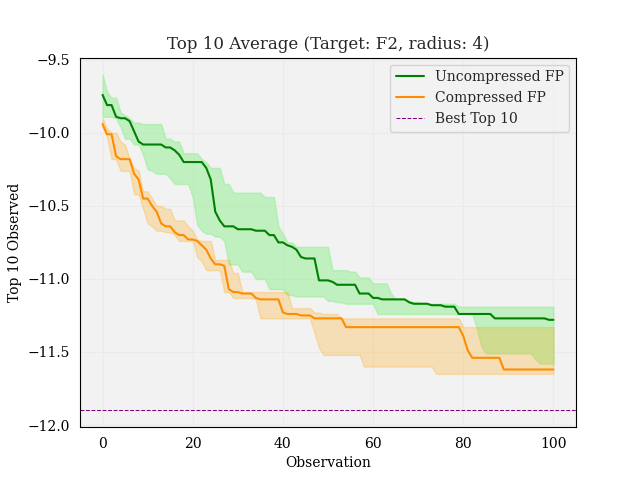 Top 10 Average (Target: F2, radius: 4)
Uncompressed FP
Compressed FP
Best Top 10
Top 10 Observed
−9.5
−10.0
−10.5
−11.0
−11.5
−12.0
0
20
40
60
80
100
Observation